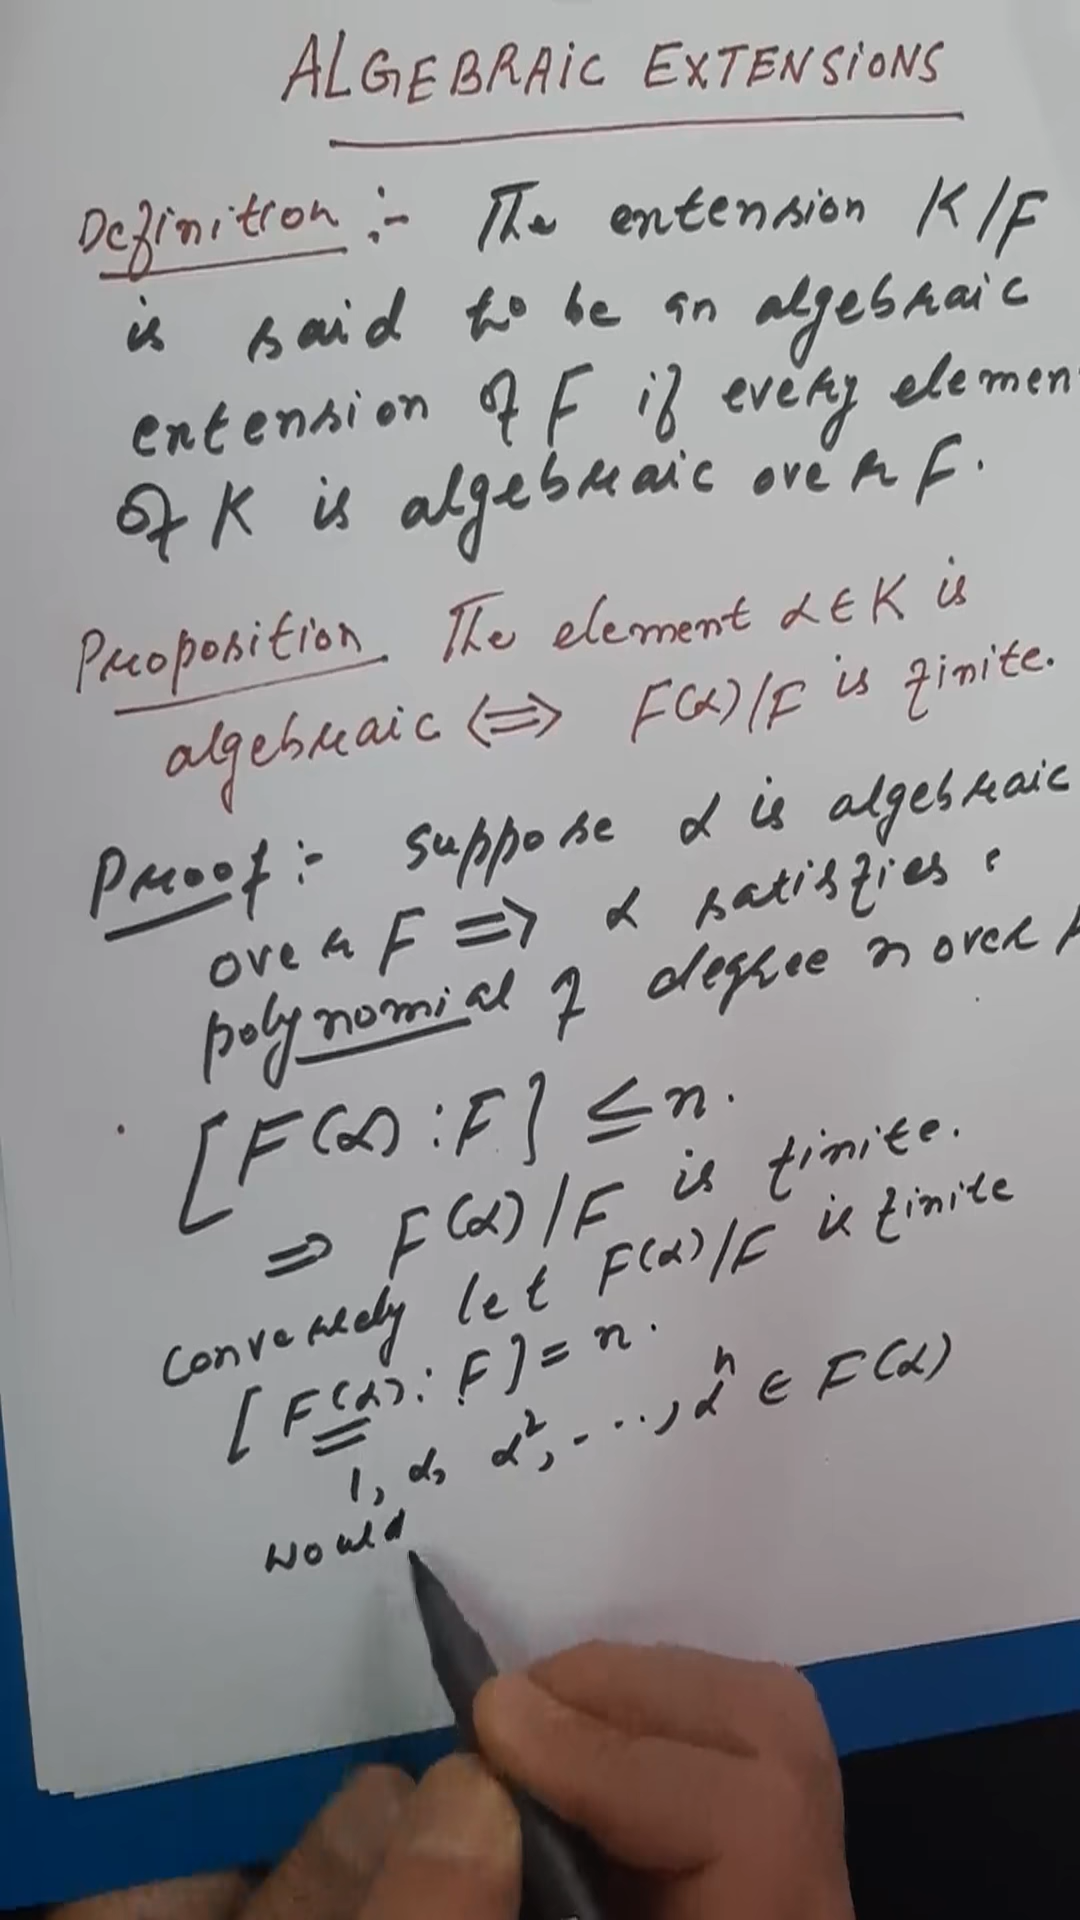 ALGEBRAIC EXTENSIONS
Definition :- The extension K/F
is said to be an algebraic
extension of F if every elemen
of K is algebraic over F.
Proposition The element α ∈ K is
algebraic <=> F(α)/F is finite.
Proof :- Suppose α is algebraic
over F => α satisfies
polynomial of degree n over
[F(α) : F] ≤ n.
=> F(α)/F is finite.
Conversely let F(α)/F is finite
[F(α) : F] = n.
1, α, α², - - .., αⁿ ∈ F(α)
would